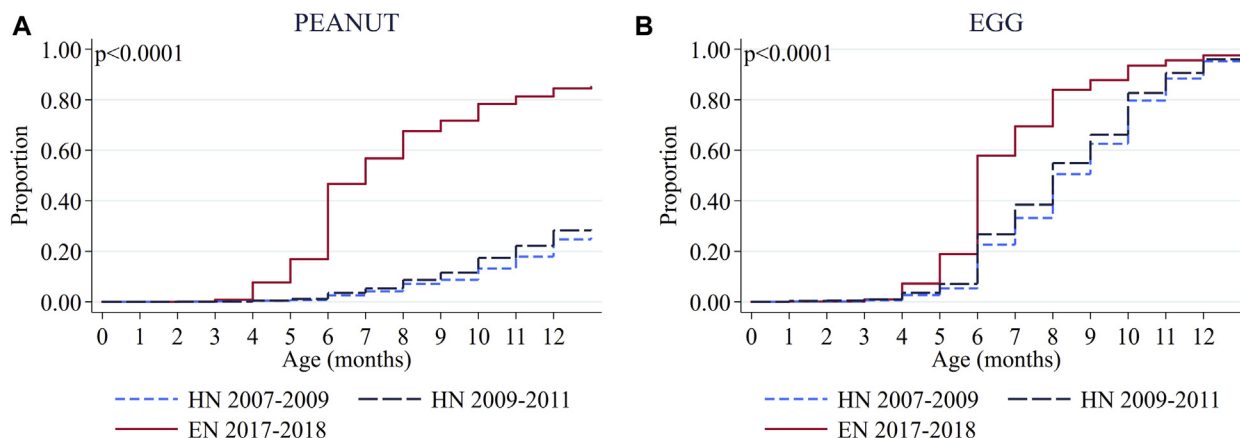 A
PEANUT
p<0.0001
1.00
0.80
0.60
0.40
0.20
0.00
Proportion
0 1 2 3 4 5 6 7 8 9 10 11 12
Age (months)
HN 2007-2009 HN 2009-2011
EN 2017-2018
B
EGG
p<0.0001
1.00
0.80
0.60
0.40
0.20
0.00
Proportion
0 1 2 3 4 5 6 7 8 9 10 11 12
Age (months)
HN 2007-2009 HN 2009-2011
EN 2017-2018